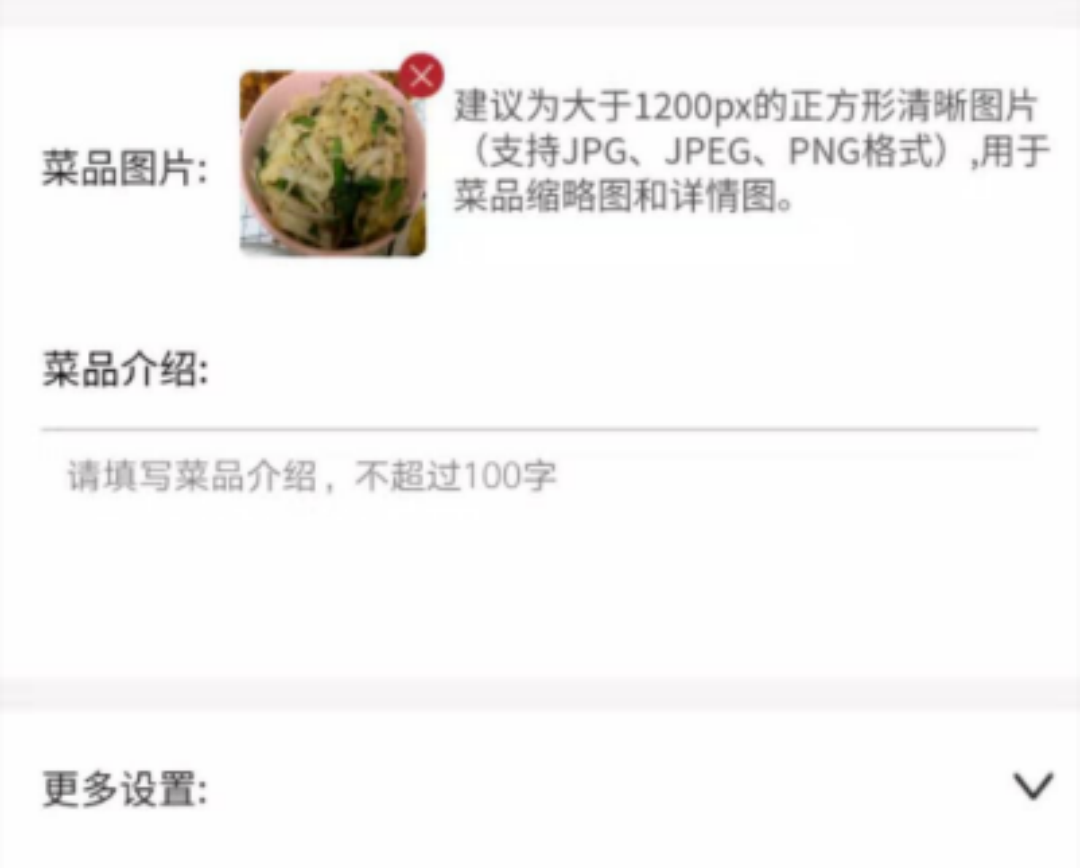 菜品图片:
建议为大于1200px的正方形清晰图片
（支持JPG、JPEG、PNG格式）,用于
菜品缩略图和详情图。
菜品介绍:
请填写菜品介绍，不超过100字
更多设置: